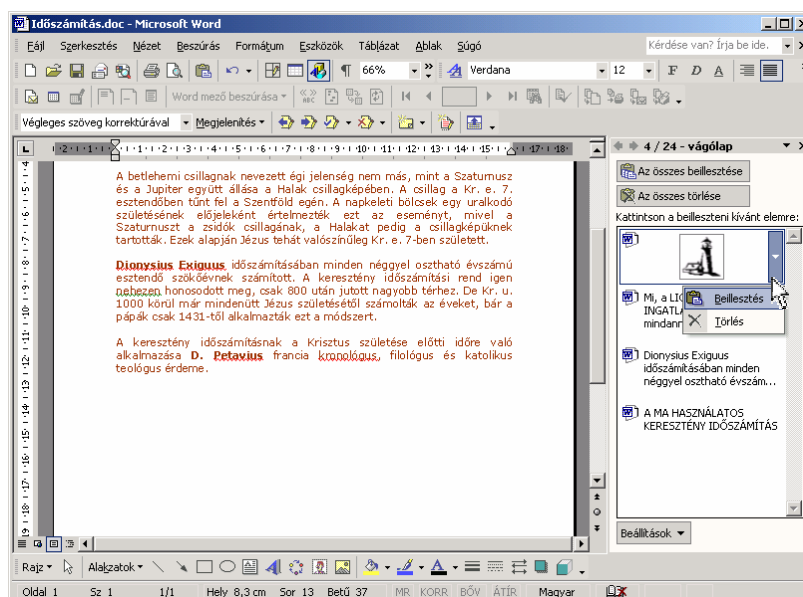 Időszámítás.doc - Microsoft Word
Fájl Szerkesztés Nézet Beszúrás Formátum Eszközök Táblázat Ablak Súgó Kérdése van? Írja be ide.
66% Verdana 12 F D A
Word mező beszúrása
Végleges szöveg korrektúrával Megjelenítés
4 / 24 - vágólap
Az összes beillesztése
Az összes törlése
Kattintson a beilleszteni kívánt elemre:
Beillesztés
Törlés
Mi, a LI
INGATLA
mindann
Dionysius Exiguus
időszámításában minden
néggyel osztható évszám...
A MA HASZNÁLATOS
KERESZTÉNY IDŐSZÁMÍTÁS
Beállítások
A betlehemi csillagnak nevezett égi jelenség nem más, mint a Szaturnusz
és a Jupiter együtt állása a Halak csillagképében. A csillag a Kr. e. 7.
esztendőben tűnt fel a Szentföld egén. A napkeleti bölcsek egy uralkodó
születésének előjeleként értelmezték ezt az eseményt, mivel a
Szaturnuszt a zsidók csillagának, a Halakat pedig a csillagképüknek
tartották. Ezek alapján Jézus tehát valószínűleg Kr. e. 7-ben született.
Dionysius Exiguus időszámításában minden néggyel osztható évszámú
esztendő szökőévnek számított. A keresztény időszámítási rend igen
nehezen honosodott meg, csak 800 után jutott nagyobb térhez. De Kr. u.
1000 körül már mindenütt Jézus születésétől számolták az éveket, bár a
pápák csak 1431-től alkalmazták ezt a módszert.
A keresztény időszámításnak a Krisztus születése előtti időre való
alkalmazása D. Petavius francia kronológus, filológus és katolikus
teológus érdeme.
Rajz Alakzatok
Oldal 1 Sz 1 1/1 Hely 8,3 cm Sor 13 Betű 37 MR KORR BŐV ÁTÍR Magyar